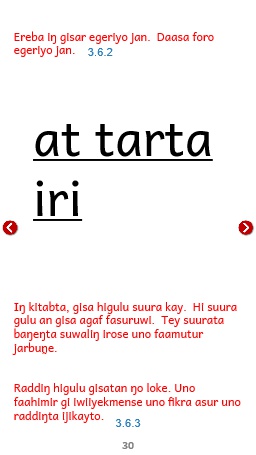 Ereba iŋ gisar egeriyo jan.  Daasa foro
egeriyo jan.    3.6.2
at tarta
iri
Iŋ kitabta, gisa higulu suura kay.  Hi suura
gulu an gisa agaf fasuruwi.  Tey suurata
baŋeŋta suwaliŋ irose uno faamutur
jarbuŋe.
Raddiŋ higulu gisatan ŋo loke. Uno
faahimir gi iwiiyekmense uno fikra asur uno
raddiŋta ijikayto.    3.6.3
30